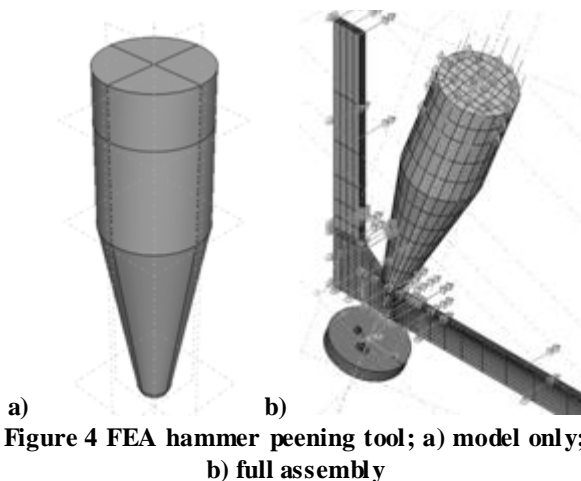 a)
b)
Figure 4 FEA hammer peening tool; a) model only;
b) full assembly